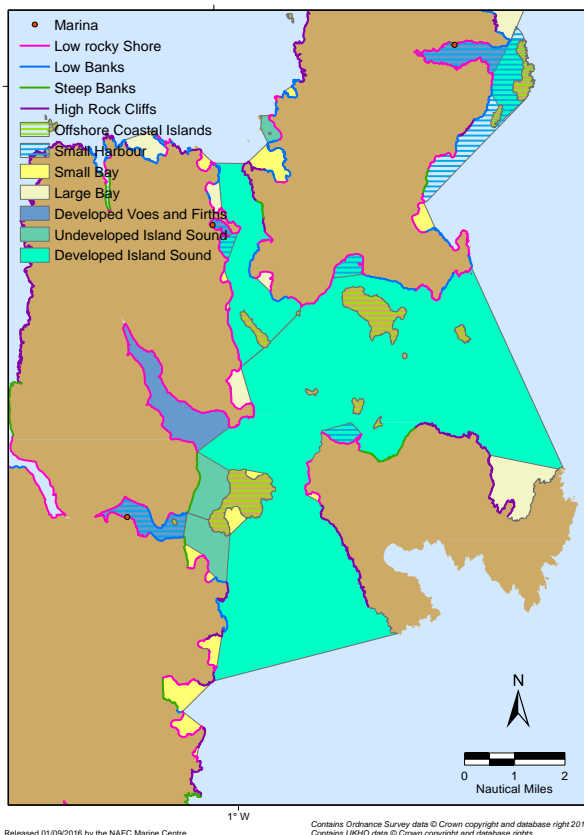 Marina
Low rocky Shore
Low Banks
Steep Banks
High Rock Cliffs
Offshore Coastal Islands
Small Harbour
Small Bay
Large Bay
Developed Voes and Firths
Undeveloped Island Sound
Developed Island Sound
N
0 1 2
Nautical Miles
1° W
Released 01/09/2016 by the NAFC Marine Centre
Contains Ordnance Survey data © Crown copyright and database right 201
Contains UKHO data © Crown copyright and database rights